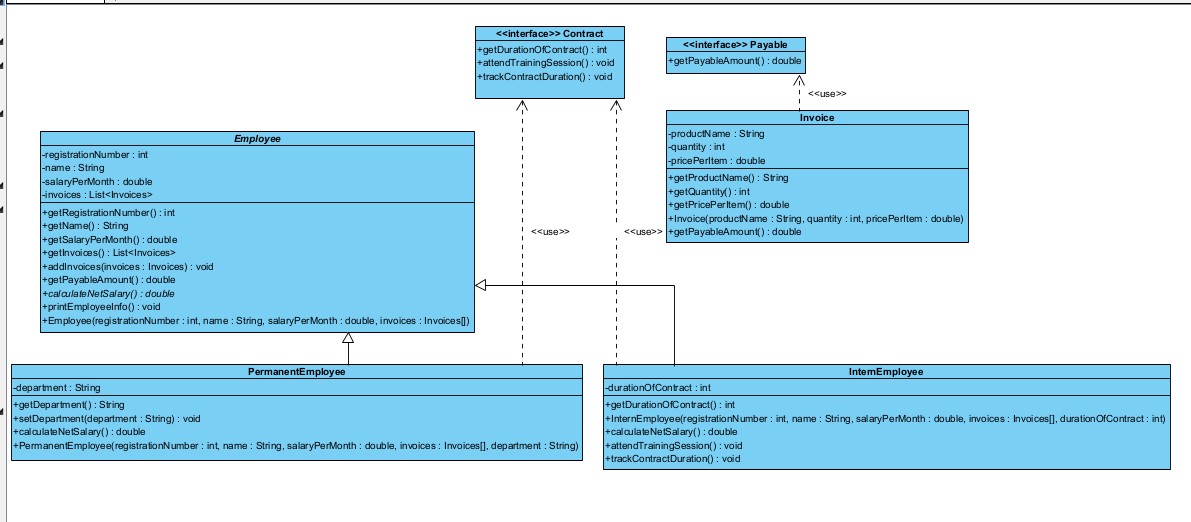 <<interface>> Contract
+getDurationOfContract() : int
+attendTrainingSession() : void
+trackContractDuration() : void
<<interface>> Payable
+getPayableAmount() : double
<<use>>
Invoice
-productName : String
-quantity : int
-pricePerItem : double
+getProductName() : String
+getQuantity() : int
+getPricePerItem() : double
+Invoice(productName : String, quantity : int, pricePerItem : double)
+getPayableAmount() : double
Employee
-registrationNumber : int
-name : String
-salaryPerMonth : double
-invoices : List<Invoices>
+getRegistrationNumber() : int
+getName() : String
+getSalaryPerMonth() : double
+getInvoices() : List<Invoices>
+addInvoices(invoices : Invoices) : void
+getPayableAmount() : double
+calculateNetSalary() : double
+printEmployeeInfo() : void
+Employee(registrationNumber : int, name : String, salaryPerMonth : double, invoices : Invoices[])
<<use>>
<<use>>
PermanentEmployee
-department : String
+getDepartment() : String
+setDepartment(department : String) : void
+calculateNetSalary() : double
+PermanentEmployee(registrationNumber : int, name : String, salaryPerMonth : double, invoices : Invoices[], department : String)
InternEmployee
-durationOfContract : int
+getDurationOfContract() : int
+InternEmployee(registrationNumber : int, name : String, salaryPerMonth : double, invoices : Invoices[], durationOfContract : int)
+calculateNetSalary() : double
+attendTrainingSession() : void
+trackContractDuration() : void